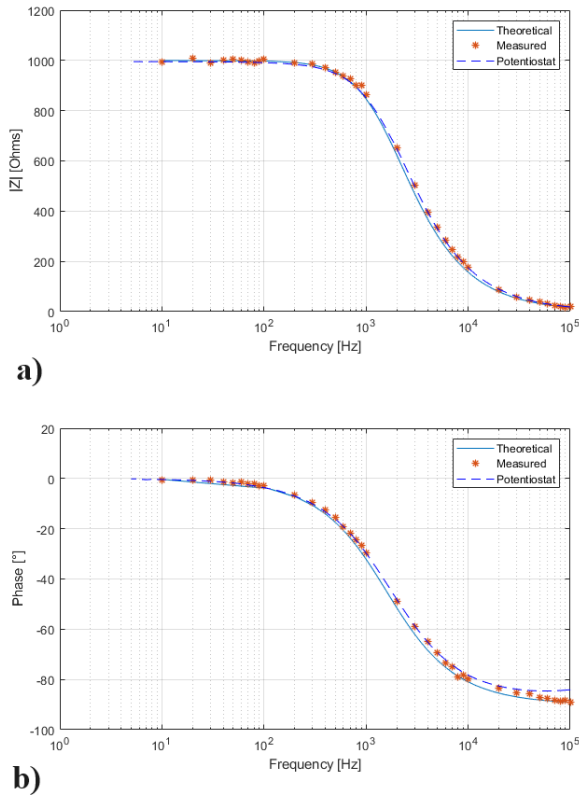 1200
1000
800
600
400
200
0
|Z| [Ohms]
10^0
10^1
10^2
10^3
10^4
10^5
Frequency [Hz]
Theoretical
Measured
Potentiostat
a)
20
0
-20
-40
-60
-80
-100
Phase [°]
10^0
10^1
10^2
10^3
10^4
10^5
Frequency [Hz]
Theoretical
Measured
Potentiostat
b)